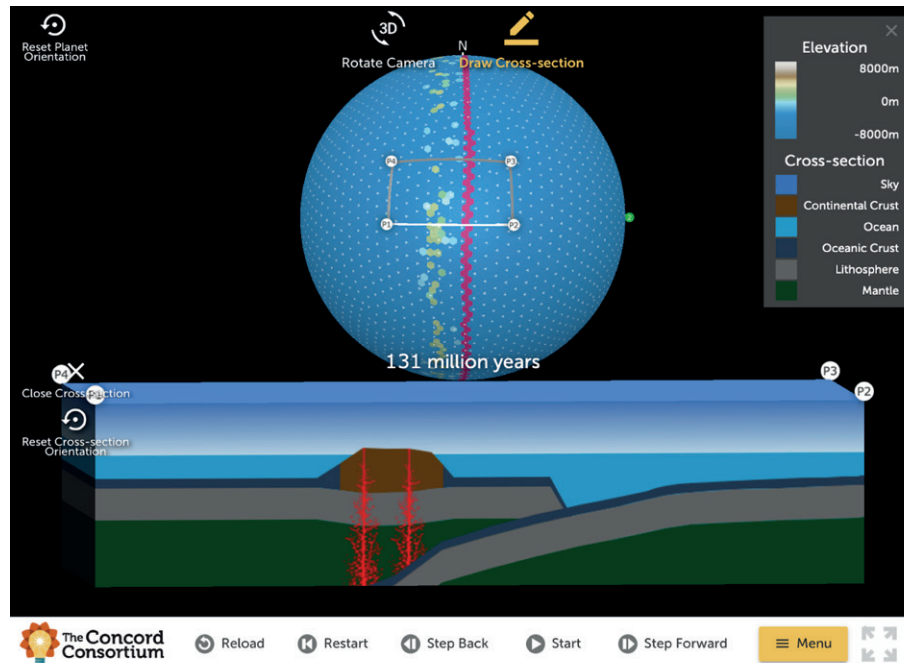 Reset Planet
Orientation
3D
Rotate Camera
N
Draw Cross-section
Elevation
8000m
0m
-8000m
Cross-section
Sky
Continental Crust
Ocean
Oceanic Crust
Lithosphere
Mantle
P4
P3
P1
P2
2
131 million years
P4
Close Cross-section
P3
P2
Reset Cross-section
Orientation
The Concord
Consortium
Reload
Restart
Step Back
Start
Step Forward
Menu